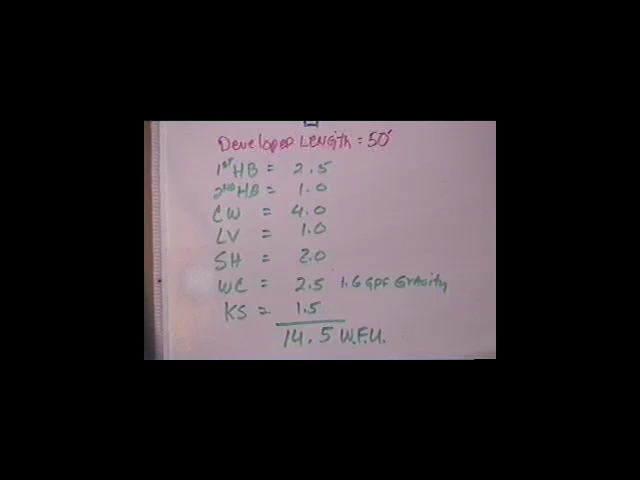 Developed Length = 50'
1ST HB = 2.5
2ND HB = 1.0
CW = 4.0
LV = 1.0
SH = 2.0
WC = 2.5 1.6 GPF Gravity
KS = 1.5
14.5 W.F.U.